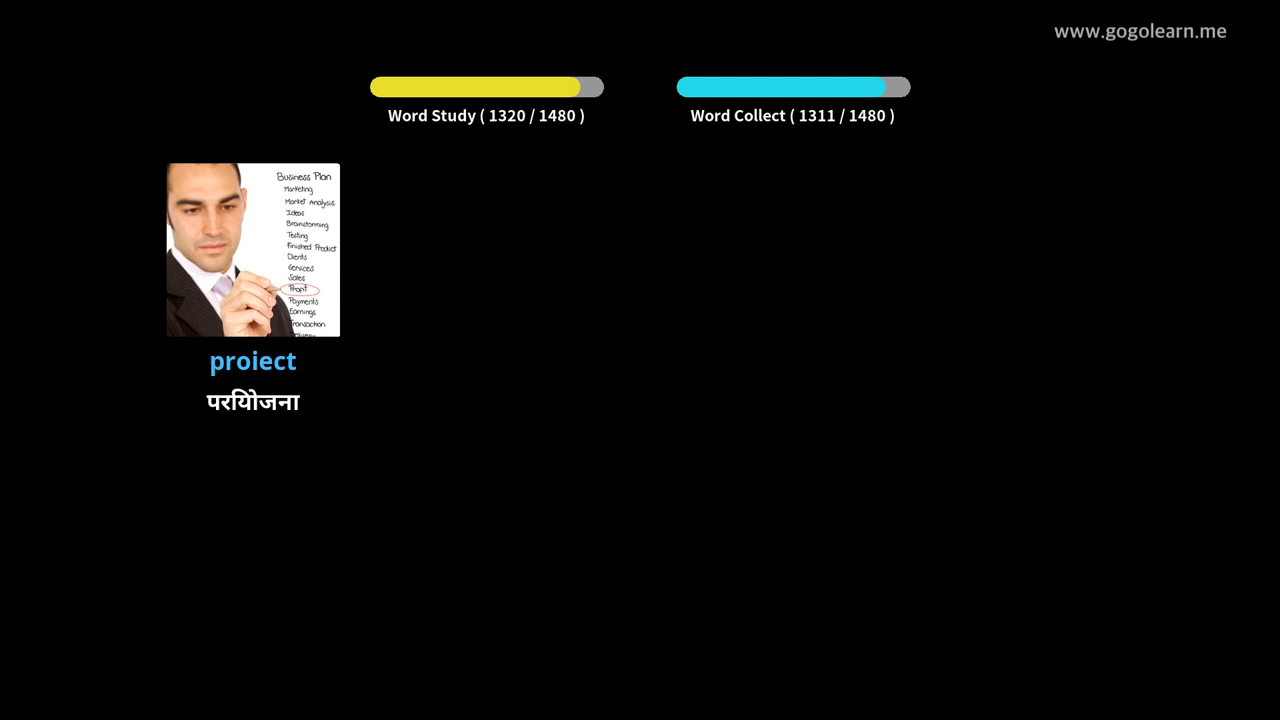 www.gogolearn.me
Word Study ( 1320 / 1480 )
Word Collect ( 1311 / 1480 )
Business Plan
Marketing
Market Analysis
Ideas
Brainstorming
Testing
Finished Product
Clients
Services
Sales
Profit
Payments
Earnings
Transaction
Delivery
proiect
परियोिजना